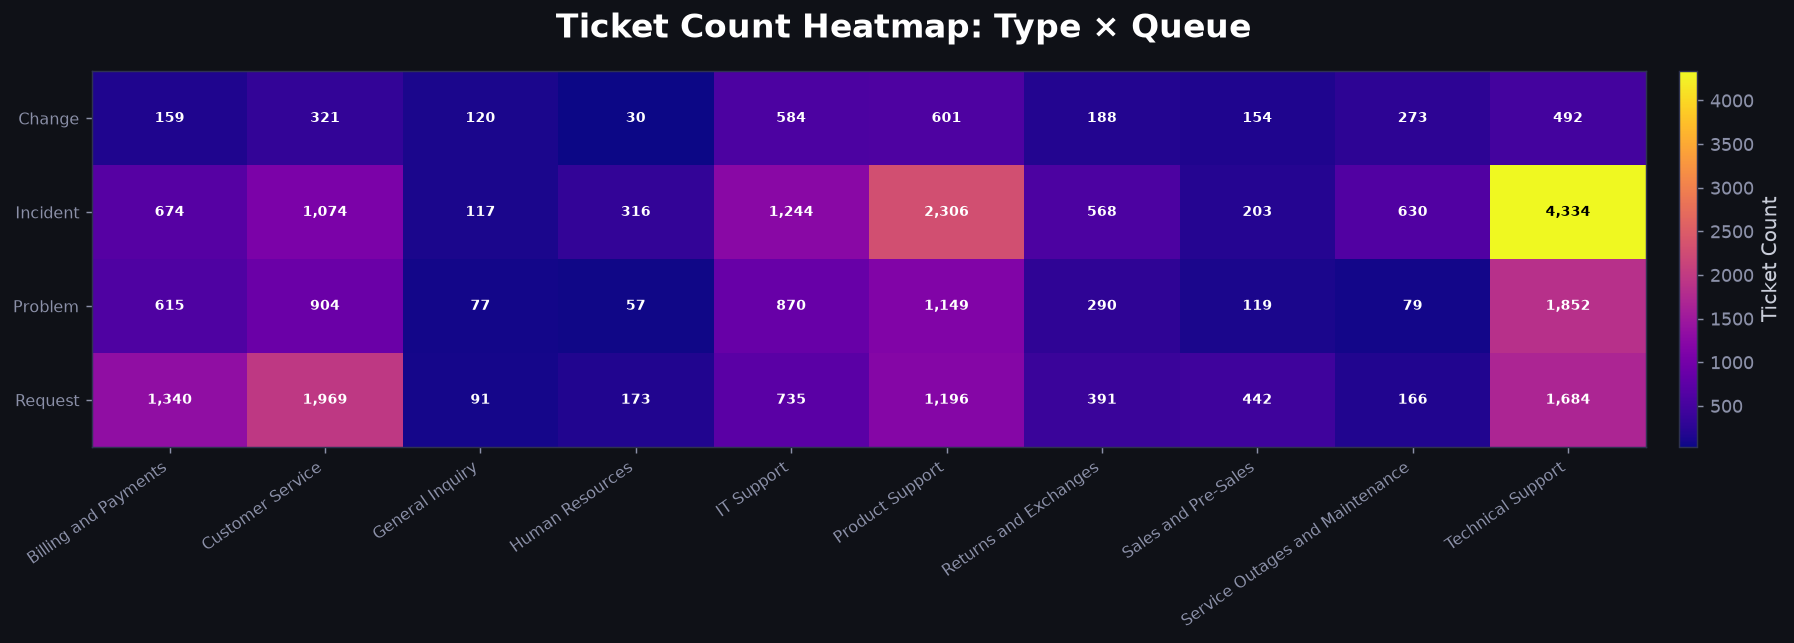 Ticket Count Heatmap: Type × Queue
Change 159 321 120 30 584 601 188 154 273 492
Incident 674 1,074 117 316 1,244 2,306 568 203 630 4,334
Problem 615 904 77 57 870 1,149 290 119 79 1,852
Request 1,340 1,969 91 173 735 1,196 391 442 166 1,684
Billing and Payments
Customer Service
General Inquiry
Human Resources
IT Support
Product Support
Returns and Exchanges
Sales and Pre-Sales
Service Outages and Maintenance
Technical Support
4000
3500
3000
2500
2000
1500
1000
500
Ticket Count